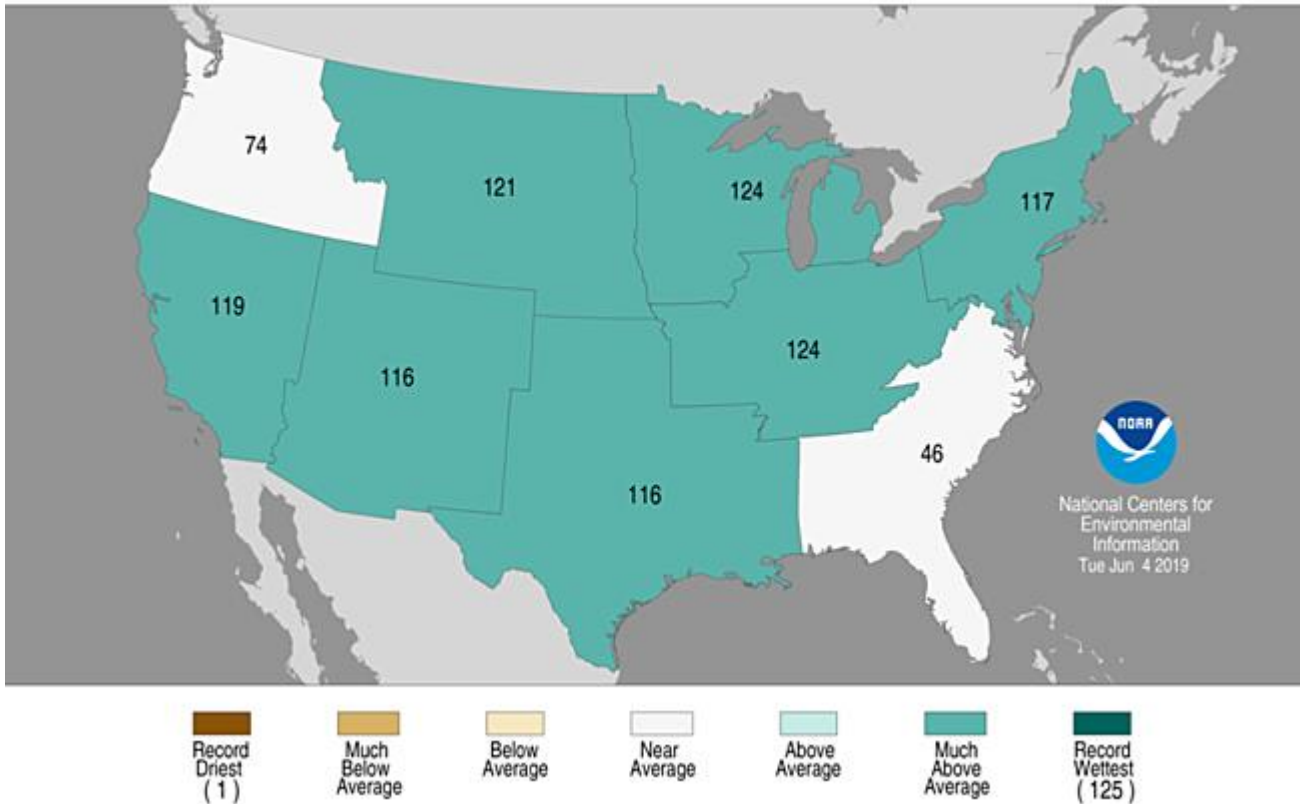 74
121
124
117
119
116
124
46
116
NOAA
National Centers for
Environmental
Information
Tue Jun 4 2019
Record
Driest
( 1 )
Much
Below
Average
Below
Average
Near
Average
Above
Average
Much
Above
Average
Record
Wettest
( 125 )